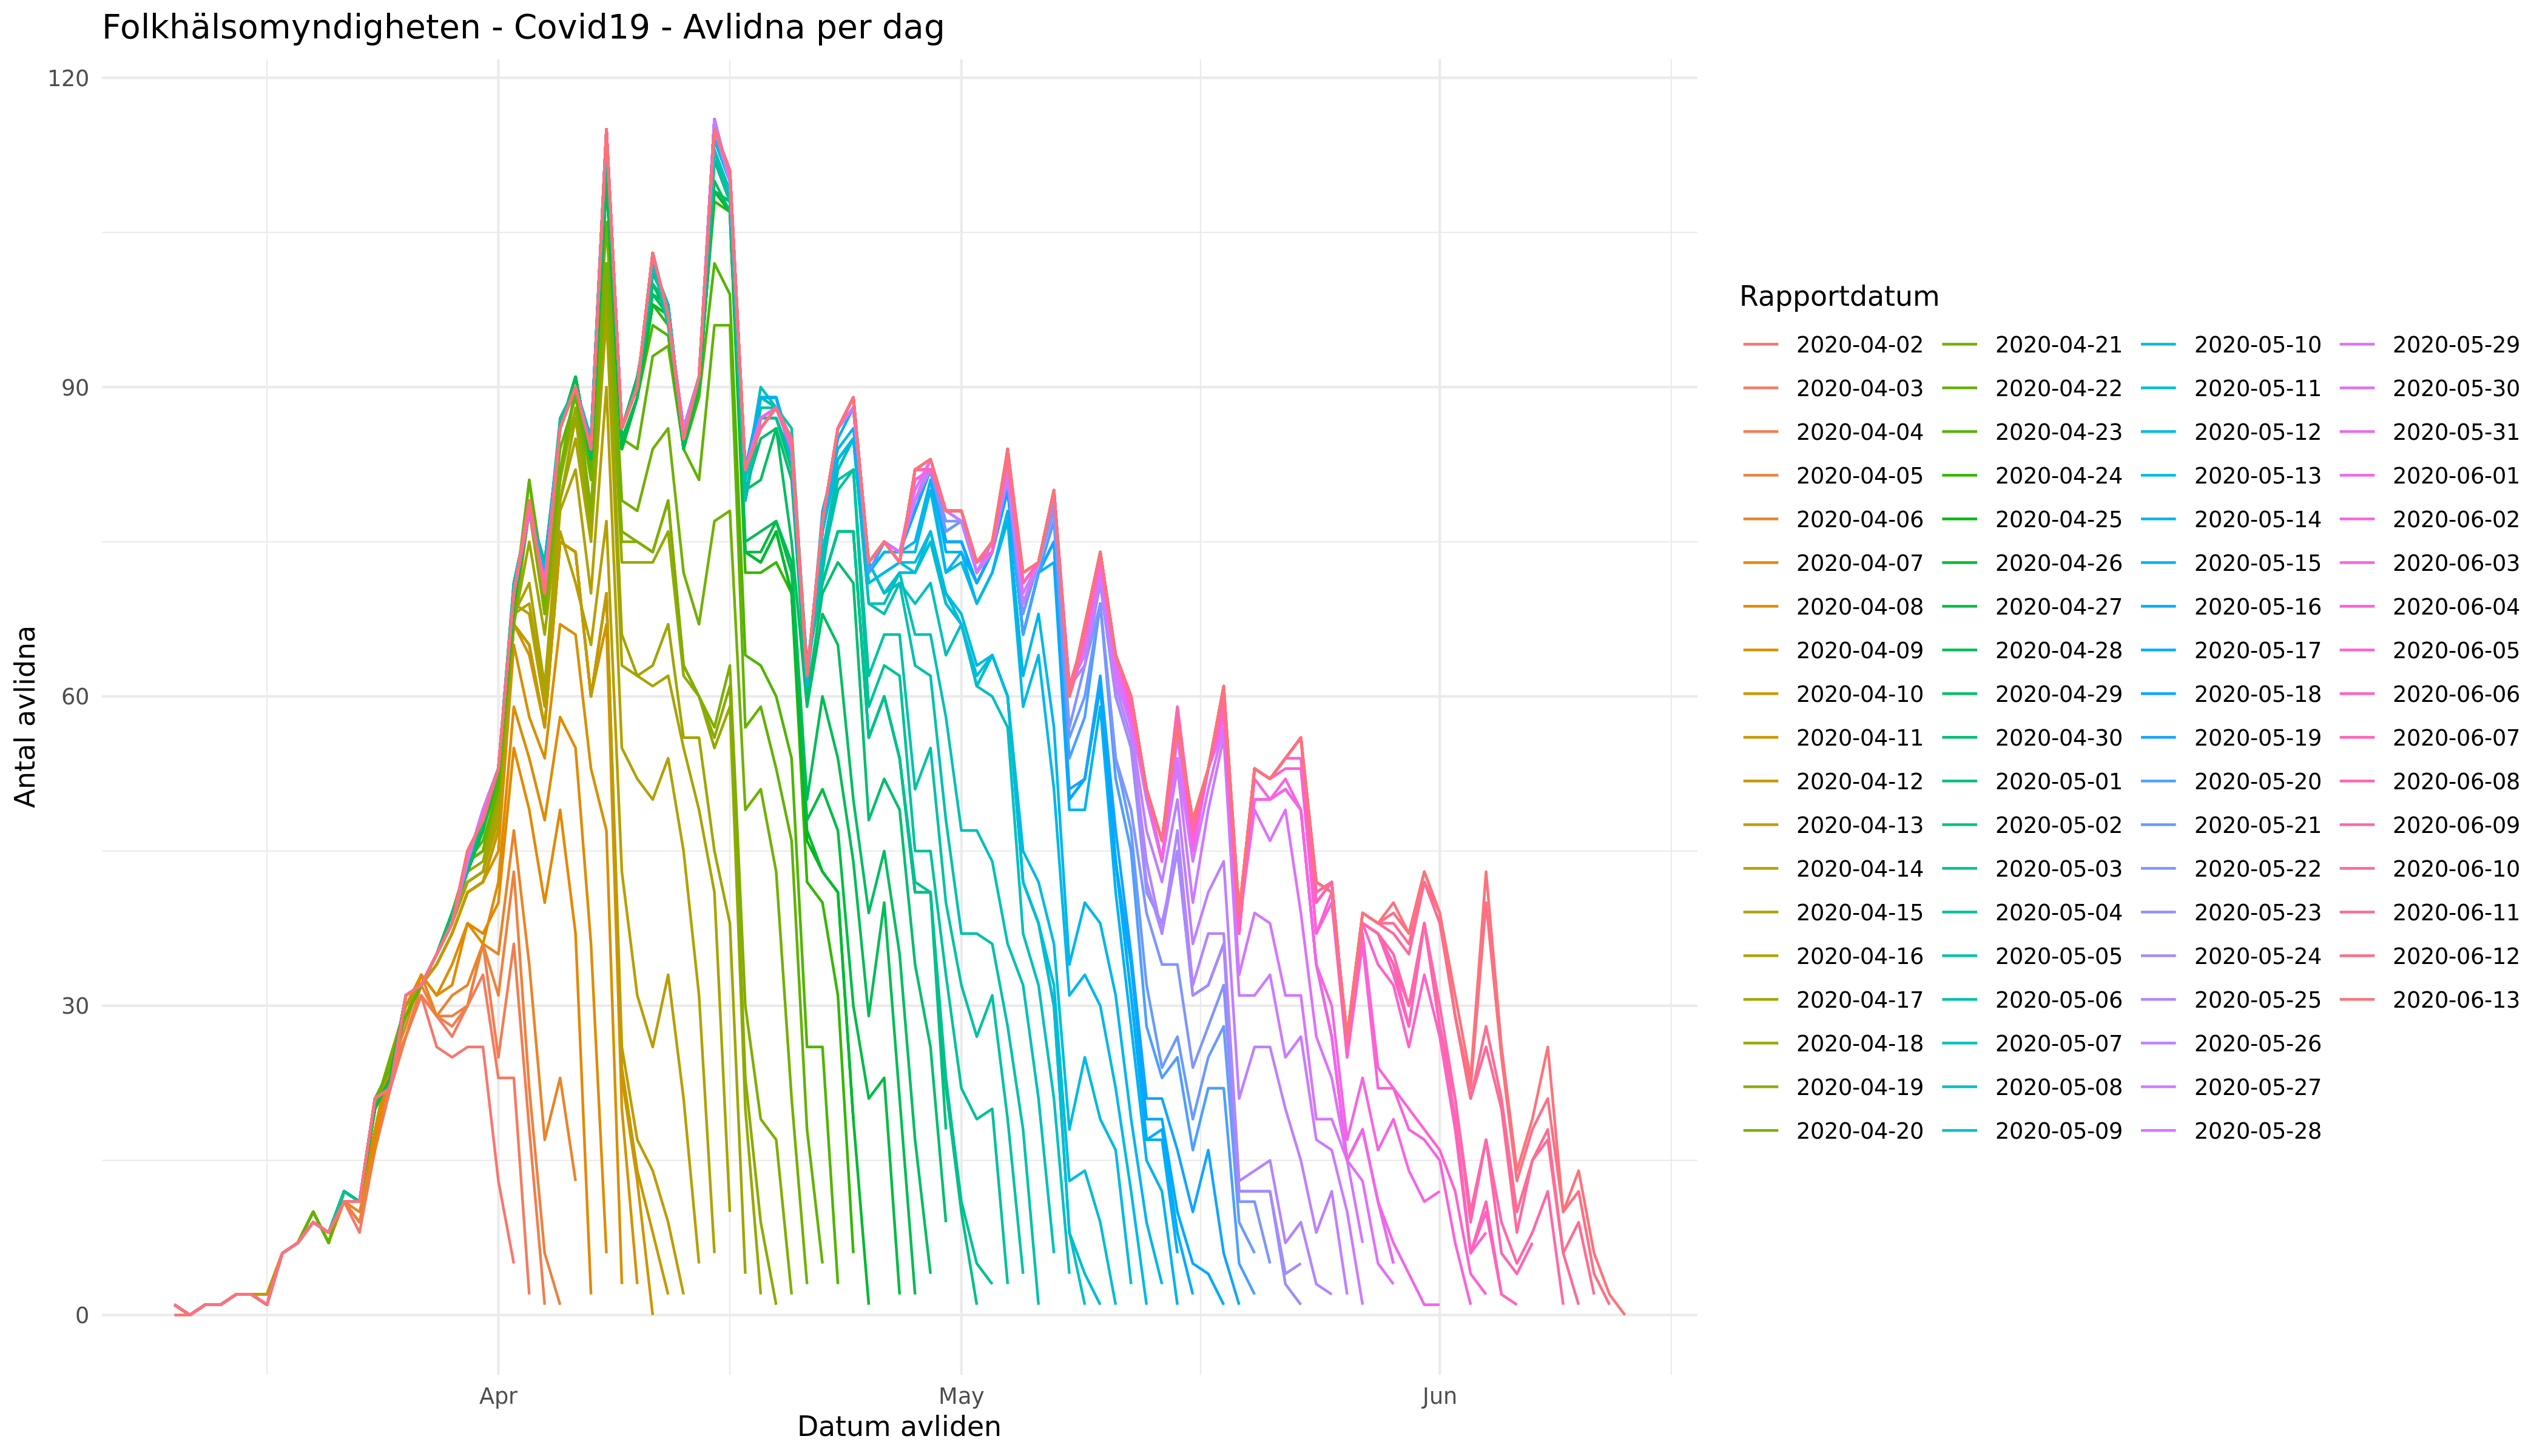 Folkhälsomyndigheten - Covid19 - Avlidna per dag
120
90
60
30
0
Antal avlidna
Apr May Jun
Datum avliden
Rapportdatum
2020-04-02 2020-04-21 2020-05-10 2020-05-29
2020-04-03 2020-04-22 2020-05-11 2020-05-30
2020-04-04 2020-04-23 2020-05-12 2020-05-31
2020-04-05 2020-04-24 2020-05-13 2020-06-01
2020-04-06 2020-04-25 2020-05-14 2020-06-02
2020-04-07 2020-04-26 2020-05-15 2020-06-03
2020-04-08 2020-04-27 2020-05-16 2020-06-04
2020-04-09 2020-04-28 2020-05-17 2020-06-05
2020-04-10 2020-04-29 2020-05-18 2020-06-06
2020-04-11 2020-04-30 2020-05-19 2020-06-07
2020-04-12 2020-05-01 2020-05-20 2020-06-08
2020-04-13 2020-05-02 2020-05-21 2020-06-09
2020-04-14 2020-05-03 2020-05-22 2020-06-10
2020-04-15 2020-05-04 2020-05-23 2020-06-11
2020-04-16 2020-05-05 2020-05-24 2020-06-12
2020-04-17 2020-05-06 2020-05-25 2020-06-13
2020-04-18 2020-05-07 2020-05-26
2020-04-19 2020-05-08 2020-05-27
2020-04-20 2020-05-09 2020-05-28